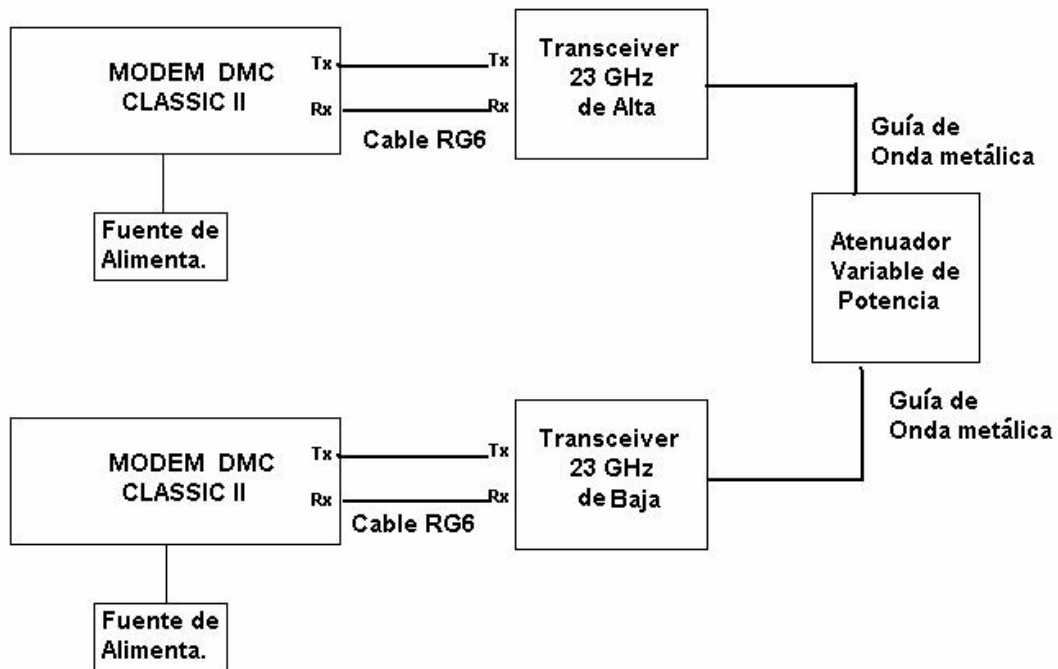 MODEM DMC
CLASSIC II
Tx
Rx
Tx
Rx
Cable RG6
Transceiver
23 GHz
de Alta
Guía de
Onda metálica
Fuente de
Alimenta.
Atenuador
Variable de
Potencia
MODEM DMC
CLASSIC II
Tx
Rx
Tx
Rx
Cable RG6
Transceiver
23 GHz
de Baja
Guía de
Onda metálica
Fuente de
Alimenta.